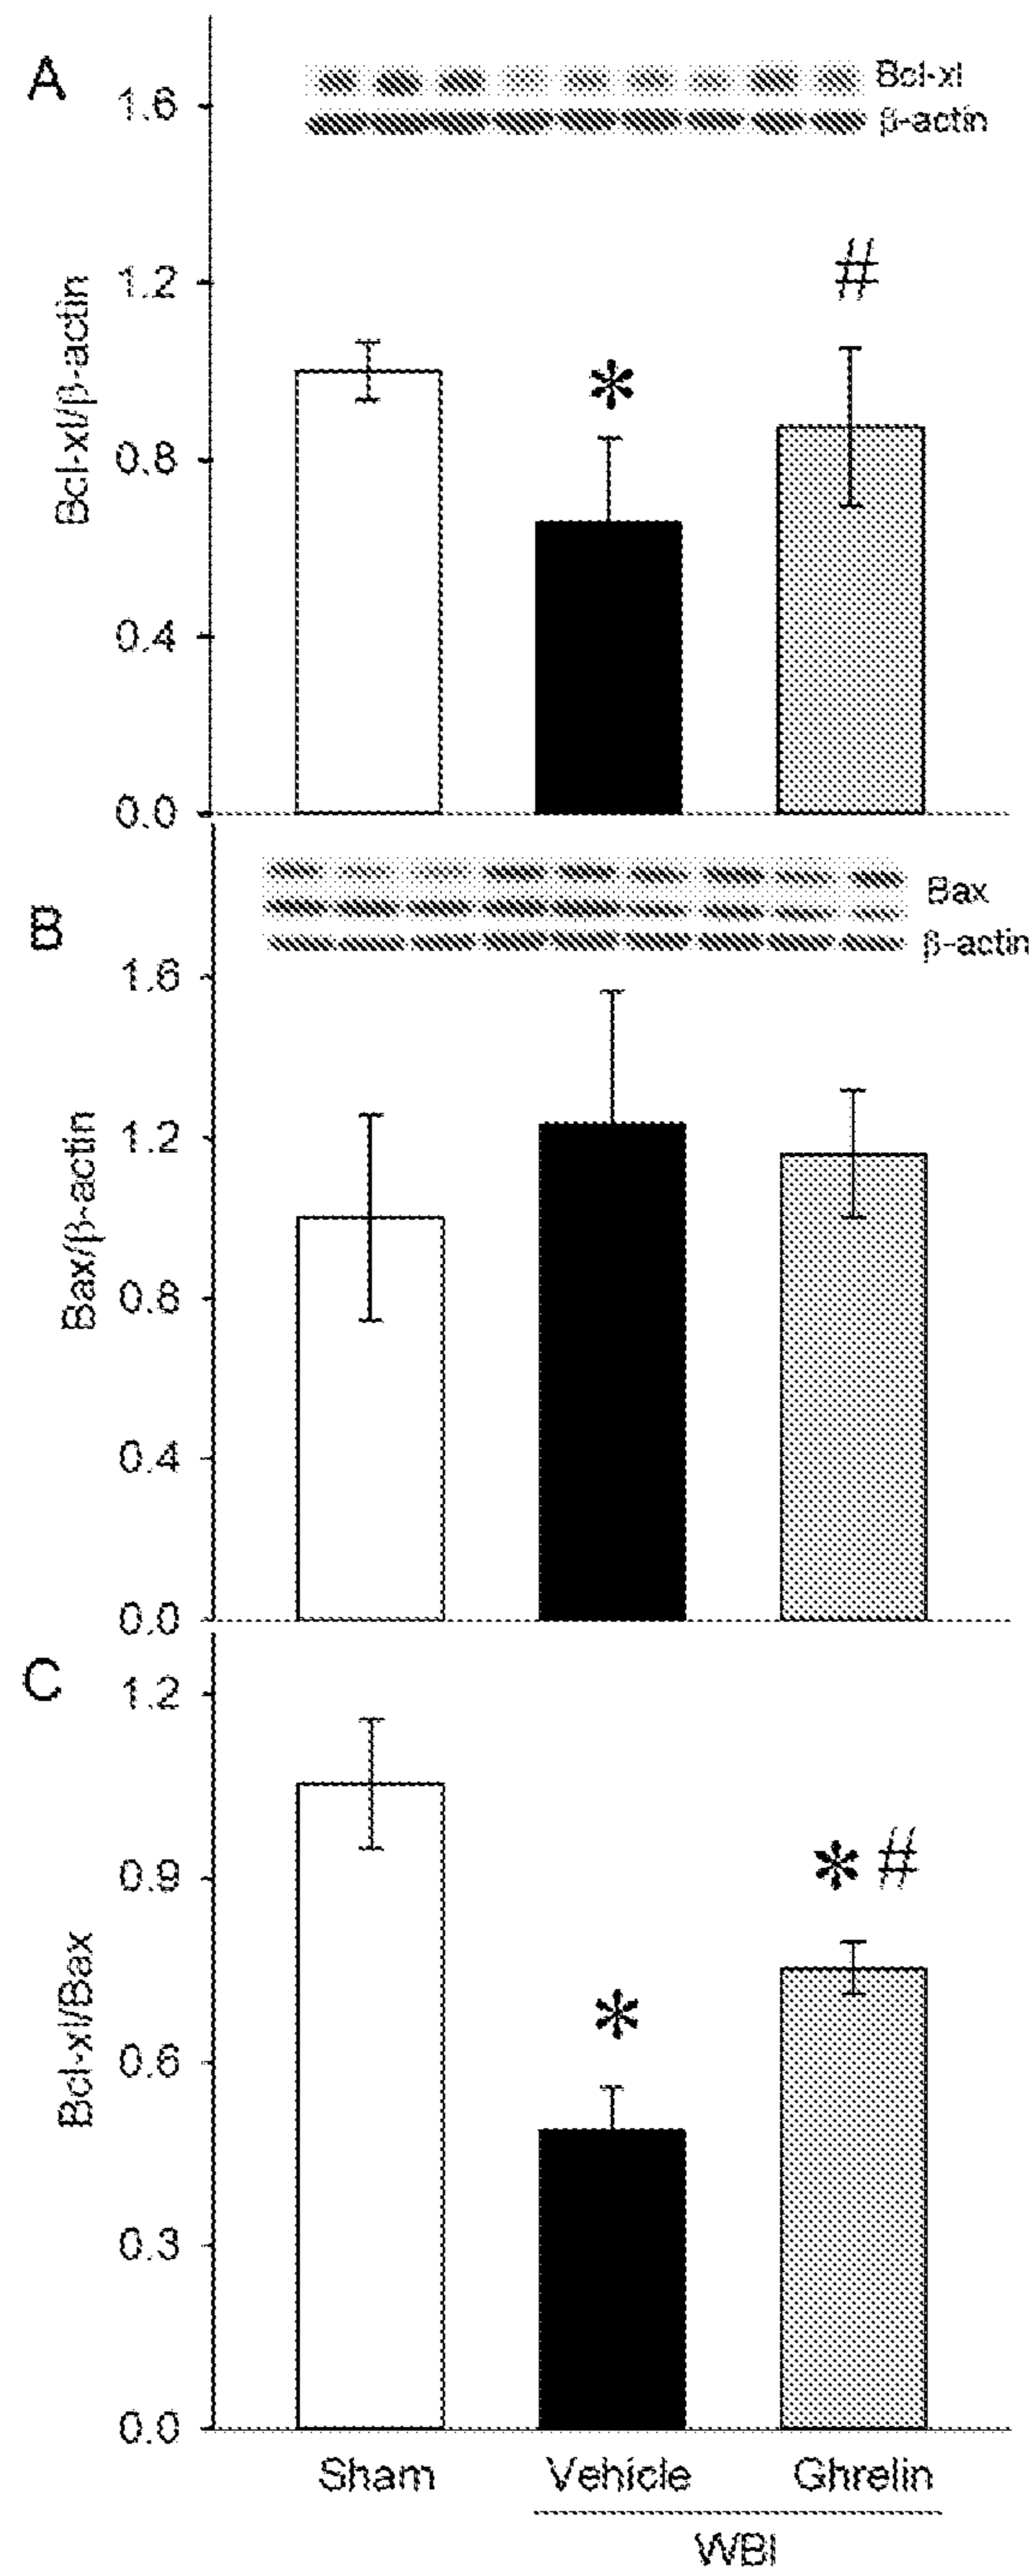 A
Bcl-xl
β-actin
1.6
1.2
0.8
0.4
0.0
Bcl-xl/β-actin
#
*
B
Bax
β-actin
1.6
1.2
0.8
0.4
0.0
Bax/β-actin
C
1.2
0.9
0.6
0.3
0.0
Bcl-xl/Bax
* #
*
Sham Vehicle Ghrelin
WBI